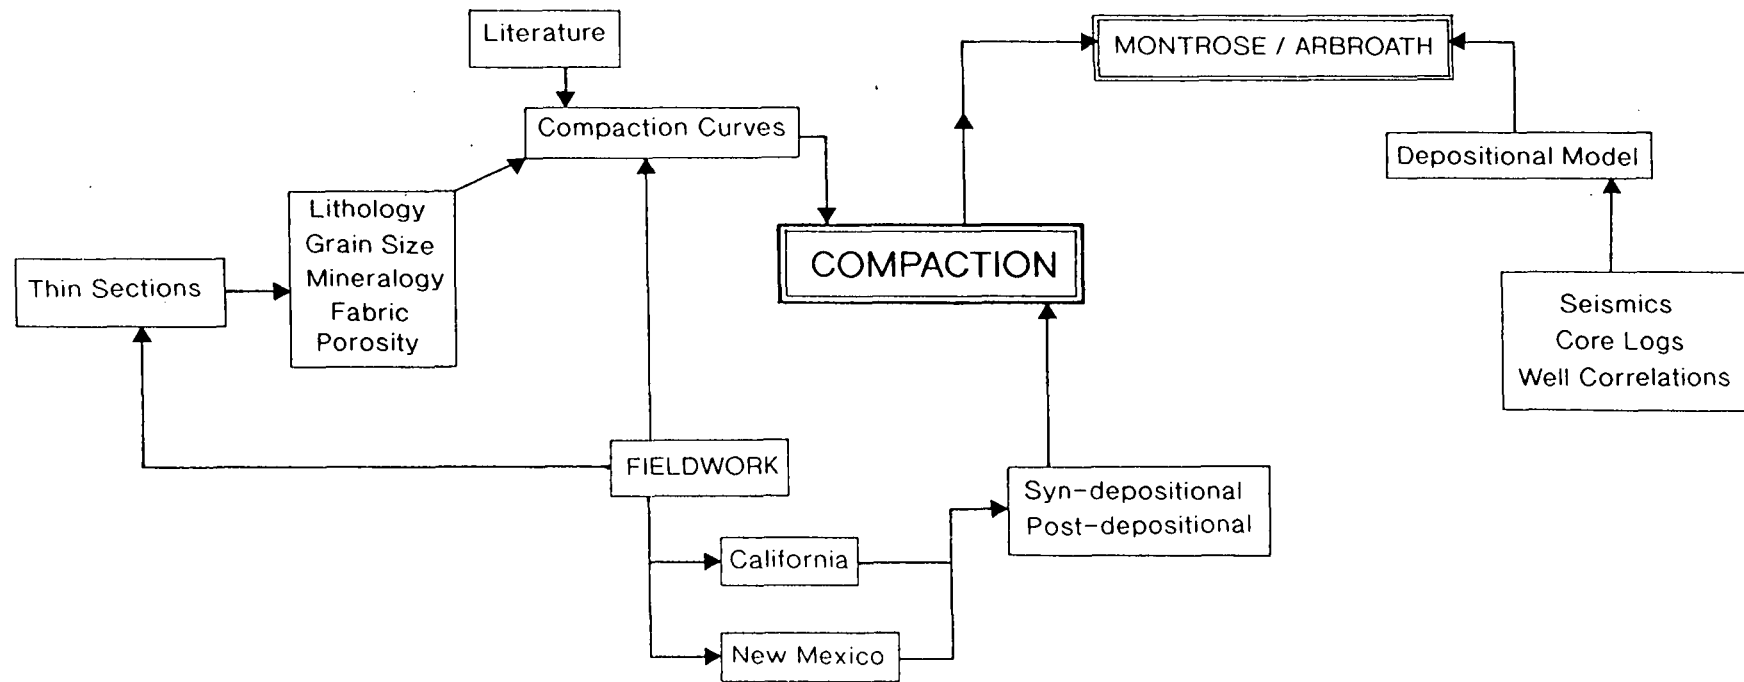 Literature
MONTROSE / ARBROATH
Compaction Curves
Depositional Model
Lithology
Grain Size
Mineralogy
Fabric
Porosity
Thin Sections
COMPACTION
Seismics
Core Logs
Well Correlations
FIELDWORK
Syn-depositional
Post-depositional
California
New Mexico